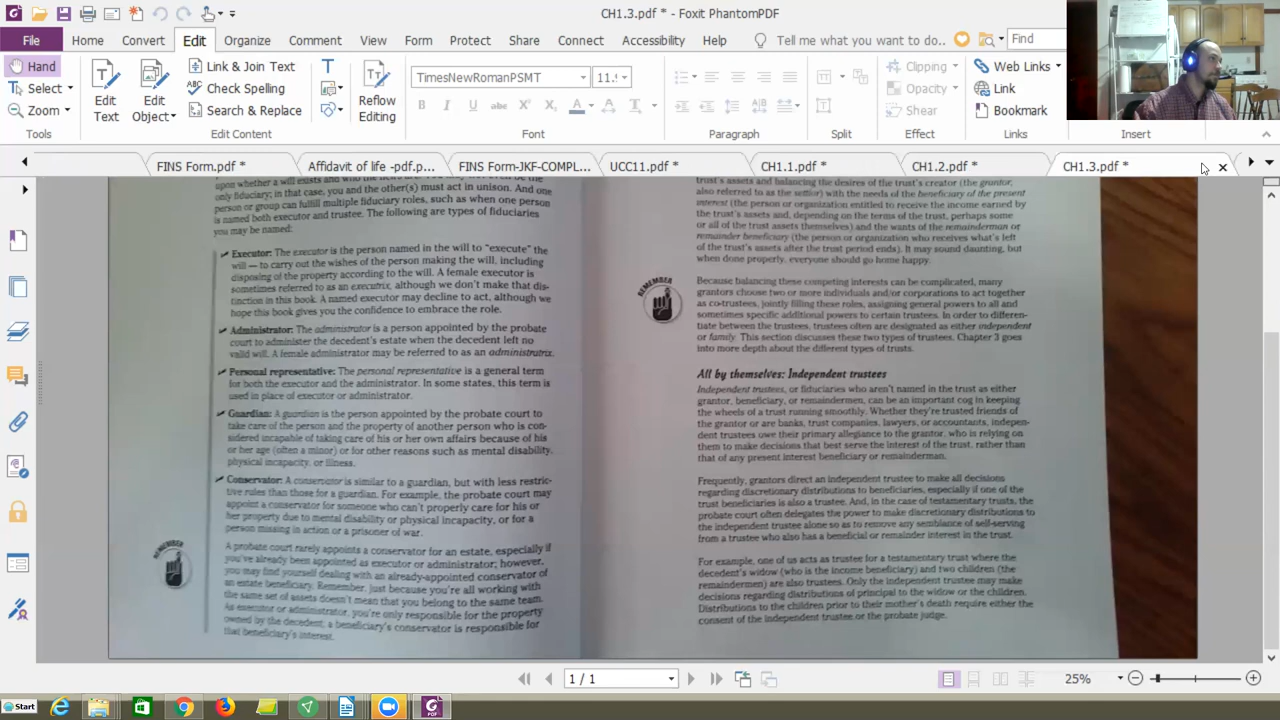 CH1.3.pdf * - Foxit PhantomPDF
File
Home
Convert
Edit
Organize
Comment
View
Form
Protect
Share
Connect
Accessibility
Help
Tell me what you want to do..
Find
Hand
Select
Zoom
Tools
Edit Text
Edit Object
Link & Join Text
Check Spelling
Search & Replace
Edit Content
Reflow Editing
TimesNewRomanPSMT
Font
Paragraph
Split
Clipping
Opacity
Shear
Effect
Web Links
Link
Bookmark
Links
Insert
FINS Form.pdf *
Affidavit of life -pdf.p...
FINS Form-JKF-COMPL...
UCC11.pdf *
CH1.1.pdf *
CH1.2.pdf *
CH1.3.pdf *
only fiduciary; in that case, you and the other(s) must act in unison. And one
person or group can fulfill multiple fiduciary roles, such as when one person
is named both executor and trustee. The following are types of fiduciaries
you may be named:
Executor: The executor is the person named in the will to "execute" the
will — to carry out the wishes of the person making the will, including
disposing of the property according to the will. A female executor is
sometimes referred to as an executrix, although we don't make that dis-
tinction in this book. A named executor may decline to act, although we
hope this book gives you the confidence to embrace the role.
Administrator: The administrator is a person appointed by the probate
court to administer the decedent's estate when the decedent left no
valid will. A female administrator may be referred to as an administratrix.
Personal representative: The personal representative is a general term
for both the executor and the administrator. In some states, this term is
used in place of executor or administrator.
Guardian: A guardian is the person appointed by the probate court to
take care of the person and the property of another person who is con-
sidered incapable of taking care of his or her own affairs because of his
or her age (often a minor) or for other reasons such as mental disability,
physical incapacity, or illness.
Conservator: A conservator is similar to a guardian, but with less restric-
tive rules than those for a guardian. For example, the probate court may
appoint a conservator for someone who can't properly care for his or
her property due to mental disability or physical incapacity, or for a
person missing in action or a prisoner of war.
REMEMBER
A probate court rarely appoints a conservator for an estate, especially if
you've already been appointed as executor or administrator; however,
you may find yourself dealing with an already-appointed conservator of
an estate beneficiary. Remember, just because you're all working with
the same set of assets doesn't mean that you belong to the same team.
As executor or administrator, you're only responsible for the property
owned by the decedent, a beneficiary's conservator is responsible for
that beneficiary's interest.
trust's assets and balancing the desires of the trust's creator (the grantor,
also referred to as the settlor) with the needs of the beneficiary of the present
interest (the person or organization entitled to receive the income earned by
the trust's assets and, depending on the terms of the trust, perhaps some
or all of the trust assets themselves) and the wants of the remainderman or
remainder beneficiary (the person or organization who receives what's left
of the trust's assets after the trust period ends). It may sound daunting, but
when done properly, everyone should go home happy.
REMEMBER
Because balancing these competing interests can be complicated, many
grantors choose two or more individuals and/or corporations to act together
as co-trustees, jointly filling these roles, assigning general powers to all and
sometimes specific additional powers to certain trustees. In order to differen-
tiate between the trustees, trustees often are designated as either independent
or family. This section discusses these two types of trustees. Chapter 3 goes
into more depth about the different types of trusts.
All by themselves: Independent trustees
Independent trustees, or fiduciaries who aren't named in the trust as either
grantor, beneficiary, or remaindermen, can be an important cog in keeping
the wheels of a trust running smoothly. Whether they're trusted friends of
the grantor or are banks, trust companies, lawyers, or accountants, indepen-
dent trustees owe their primary allegiance to the grantor, who is relying on
them to make decisions that best serve the interest of the trust, rather than
that of any present interest beneficiary or remainderman.
Frequently, grantors direct an independent trustee to make all decisions
regarding discretionary distributions to beneficiaries, especially if one of the
trust beneficiaries is also a trustee. And, in the case of testamentary trusts, the
probate court often delegates the power to make discretionary distributions to
the independent trustee alone so as to remove any semblance of self-serving
from a trustee who also has a beneficial or remainder interest in the trust.
For example, one of us acts as trustee for a testamentary trust where the
decedent's widow (who is the income beneficiary) and two children (the
remaindermen) are also trustees. Only the independent trustee may make
decisions regarding distributions of principal to the widow or the children.
Distributions to the children prior to their mother's death require either the
consent of the independent trustee or the probate judge.
1 / 1
25%
Start